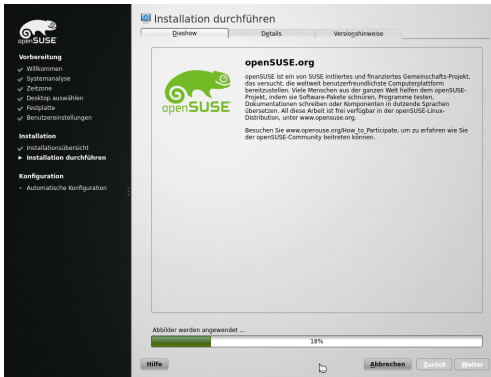 openSUSE
Vorbereitung
Willkommen
Systemanalyse
Zeitzone
Desktop auswählen
Festplatte
Benutzereinstellungen
Installation
Installationsübersicht
Installation durchführen
Konfiguration
Automatische Konfiguration
Installation durchführen
Diashow
Details
Versionshinweise
openSUSE
openSUSE.org
openSUSE ist ein von SUSE initiiertes und finanziertes Gemeinschafts-Projekt,
das versucht, die weltweit benutzerfreundlichste Computerplattform
bereitzustellen. Viele Menschen aus der ganzen Welt helfen dem openSUSE-
Projekt, indem sie Software-Pakete schnüren, Programme testen,
Dokumentationen schreiben oder Komponenten in dutzende Sprachen
übersetzen. All diese Arbeit ist frei verfügbar in der openSUSE-Linux-
Distribution, unter www.opensuse.org.
Besuchen Sie www.opensuse.org/How_to_Participate, um zu erfahren wie Sie
der openSUSE-Community beitreten können.
Abbilder werden angewendet ...
18%
Hilfe
Abbrechen
Zurück
Weiter